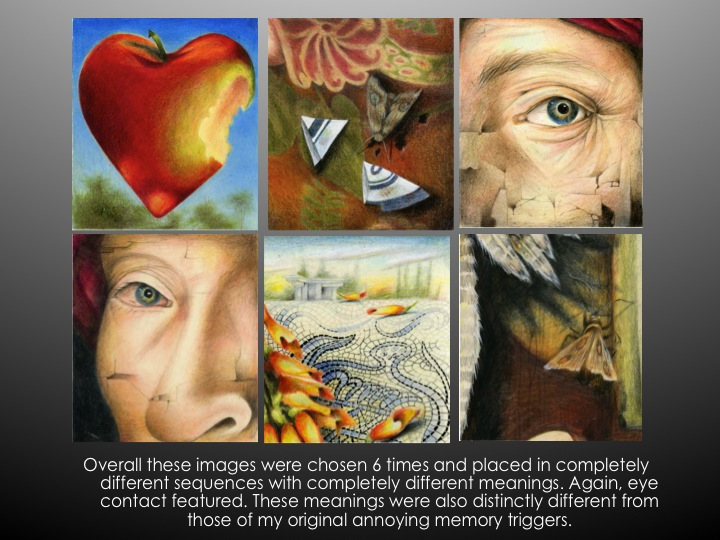 Overall these images were chosen 6 times and placed in completely
different sequences with completely different meanings. Again, eye
contact featured. These meanings were also distinctly different from
those of my original annoying memory triggers.